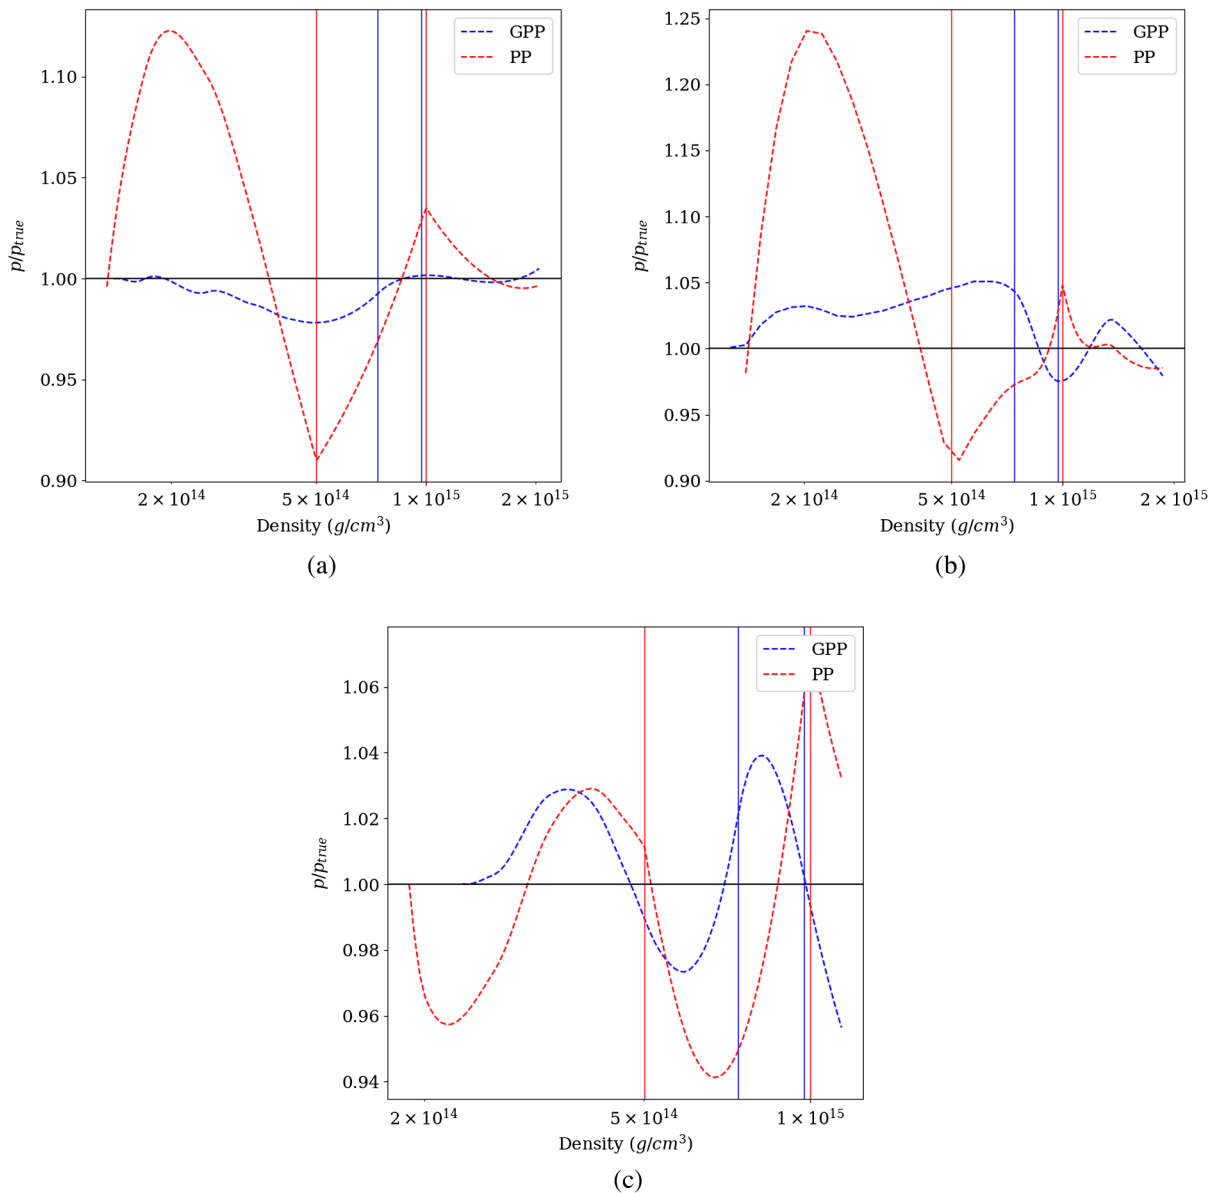 GPP
PP
1.10
1.05
1.00
0.95
0.90
p/p_true
2 × 10^14
5 × 10^14
1 × 10^15
2 × 10^15
Density (g/cm^3)
(a)
GPP
PP
1.25
1.20
1.15
1.10
1.05
1.00
0.95
0.90
p/p_true
2 × 10^14
5 × 10^14
1 × 10^15
2 × 10^15
Density (g/cm^3)
(b)
GPP
PP
1.06
1.04
1.02
1.00
0.98
0.96
0.94
p/p_true
2 × 10^14
5 × 10^14
1 × 10^15
Density (g/cm^3)
(c)